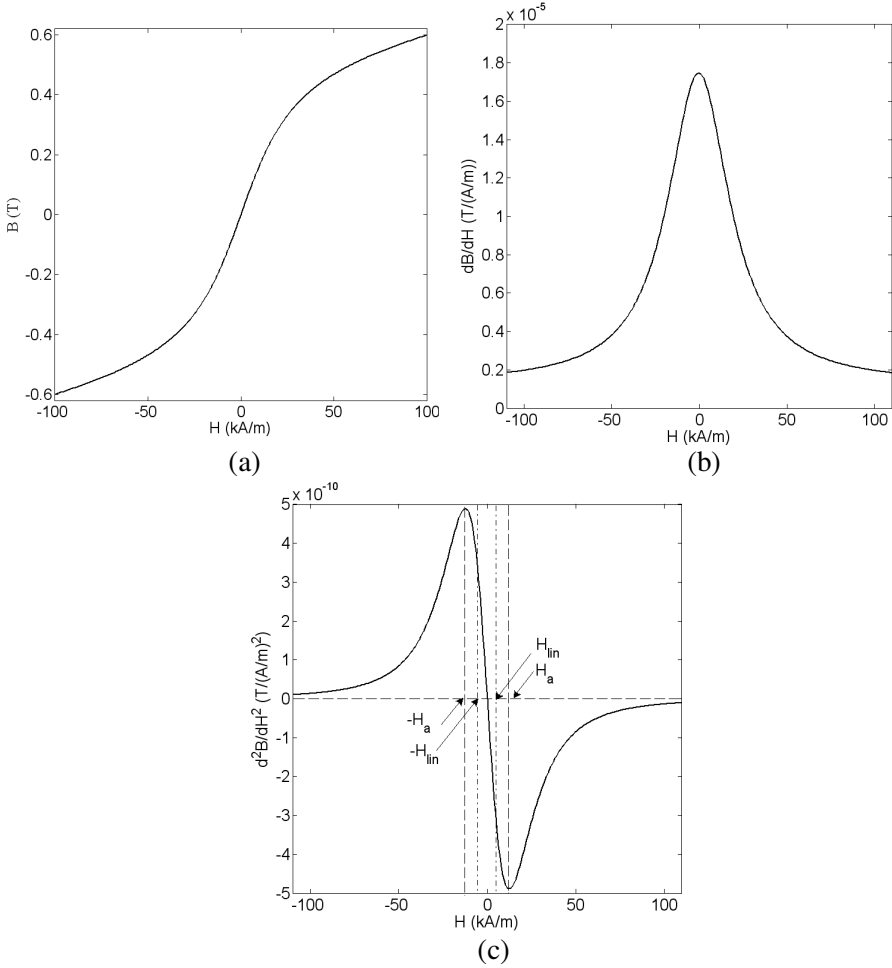 0.6
0.4
0.2
0
-0.2
-0.4
-0.6
B (T)
-100 -50 0 50 100
H (kA/m)
(a)
2 x 10^-5
1.8
1.6
1.4
1.2
1
0.8
0.6
0.4
0.2
0
dB/dH (T/(A/m))
-100 -50 0 50 100
H (kA/m)
(b)
5 x 10^-10
4
3
2
1
0
-1
-2
-3
-4
-5
d²B/dH² (T/(A/m)²)
H_lin
H_a
-H_a
-H_lin
-100 -50 0 50 100
H (kA/m)
(c)